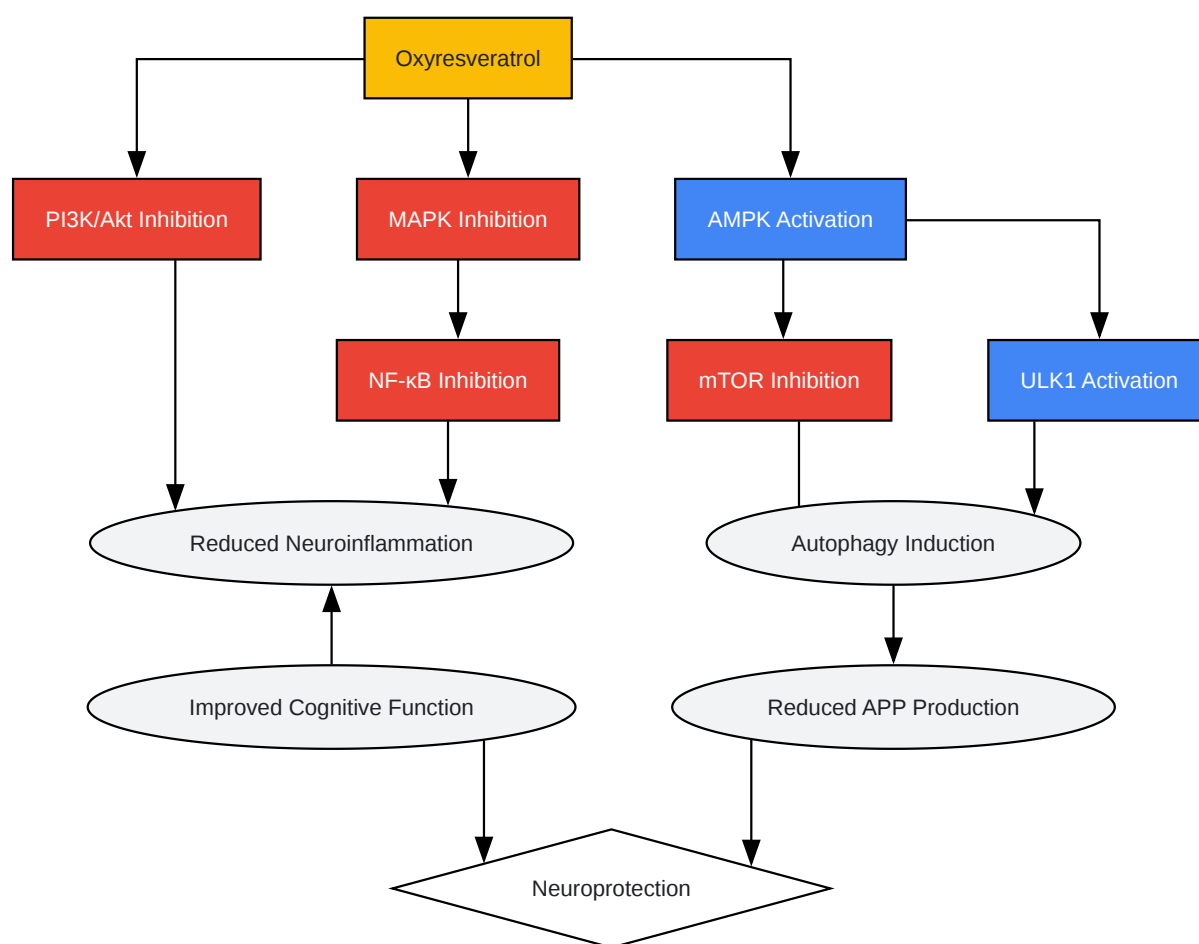 Oxyresveratrol
PI3K/Akt Inhibition
MAPK Inhibition
AMPK Activation
NF-κB Inhibition
mTOR Inhibition
ULK1 Activation
Reduced Neuroinflammation
Autophagy Induction
Improved Cognitive Function
Reduced APP Production
Neuroprotection